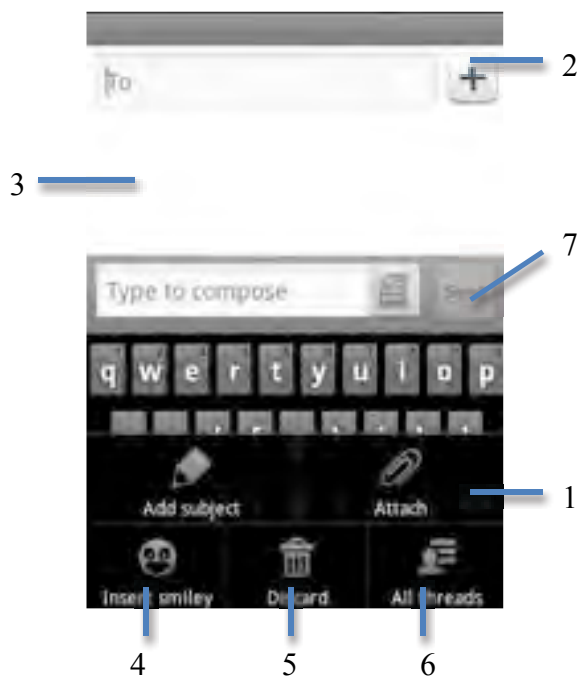 2
To
3
7
Type to compose
Send
q w e r t y u i o p
Add subject
Attach
1
Insert smiley
Discard
All threads
4
5
6